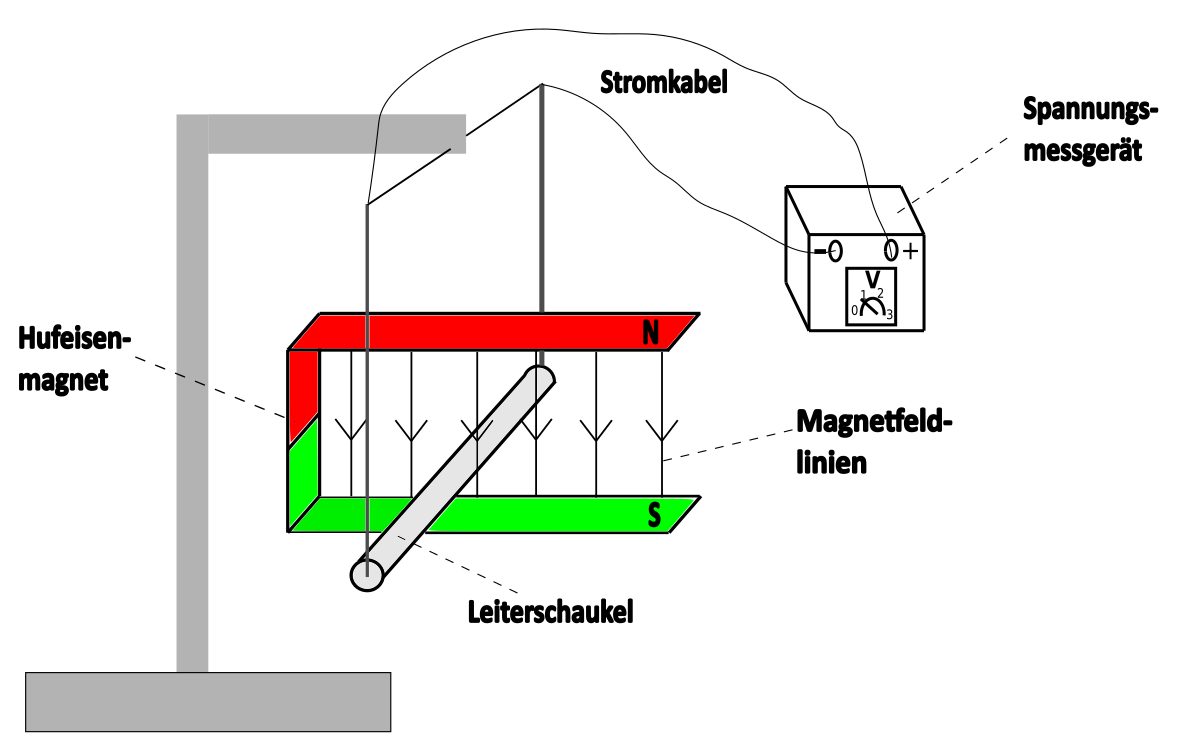 Stromkabel
Spannungs-
messgerät
- +
V
0 1 2 3
Hufeisen-
magnet
N
Magnetfeld-
linien
S
Leiterschaukel